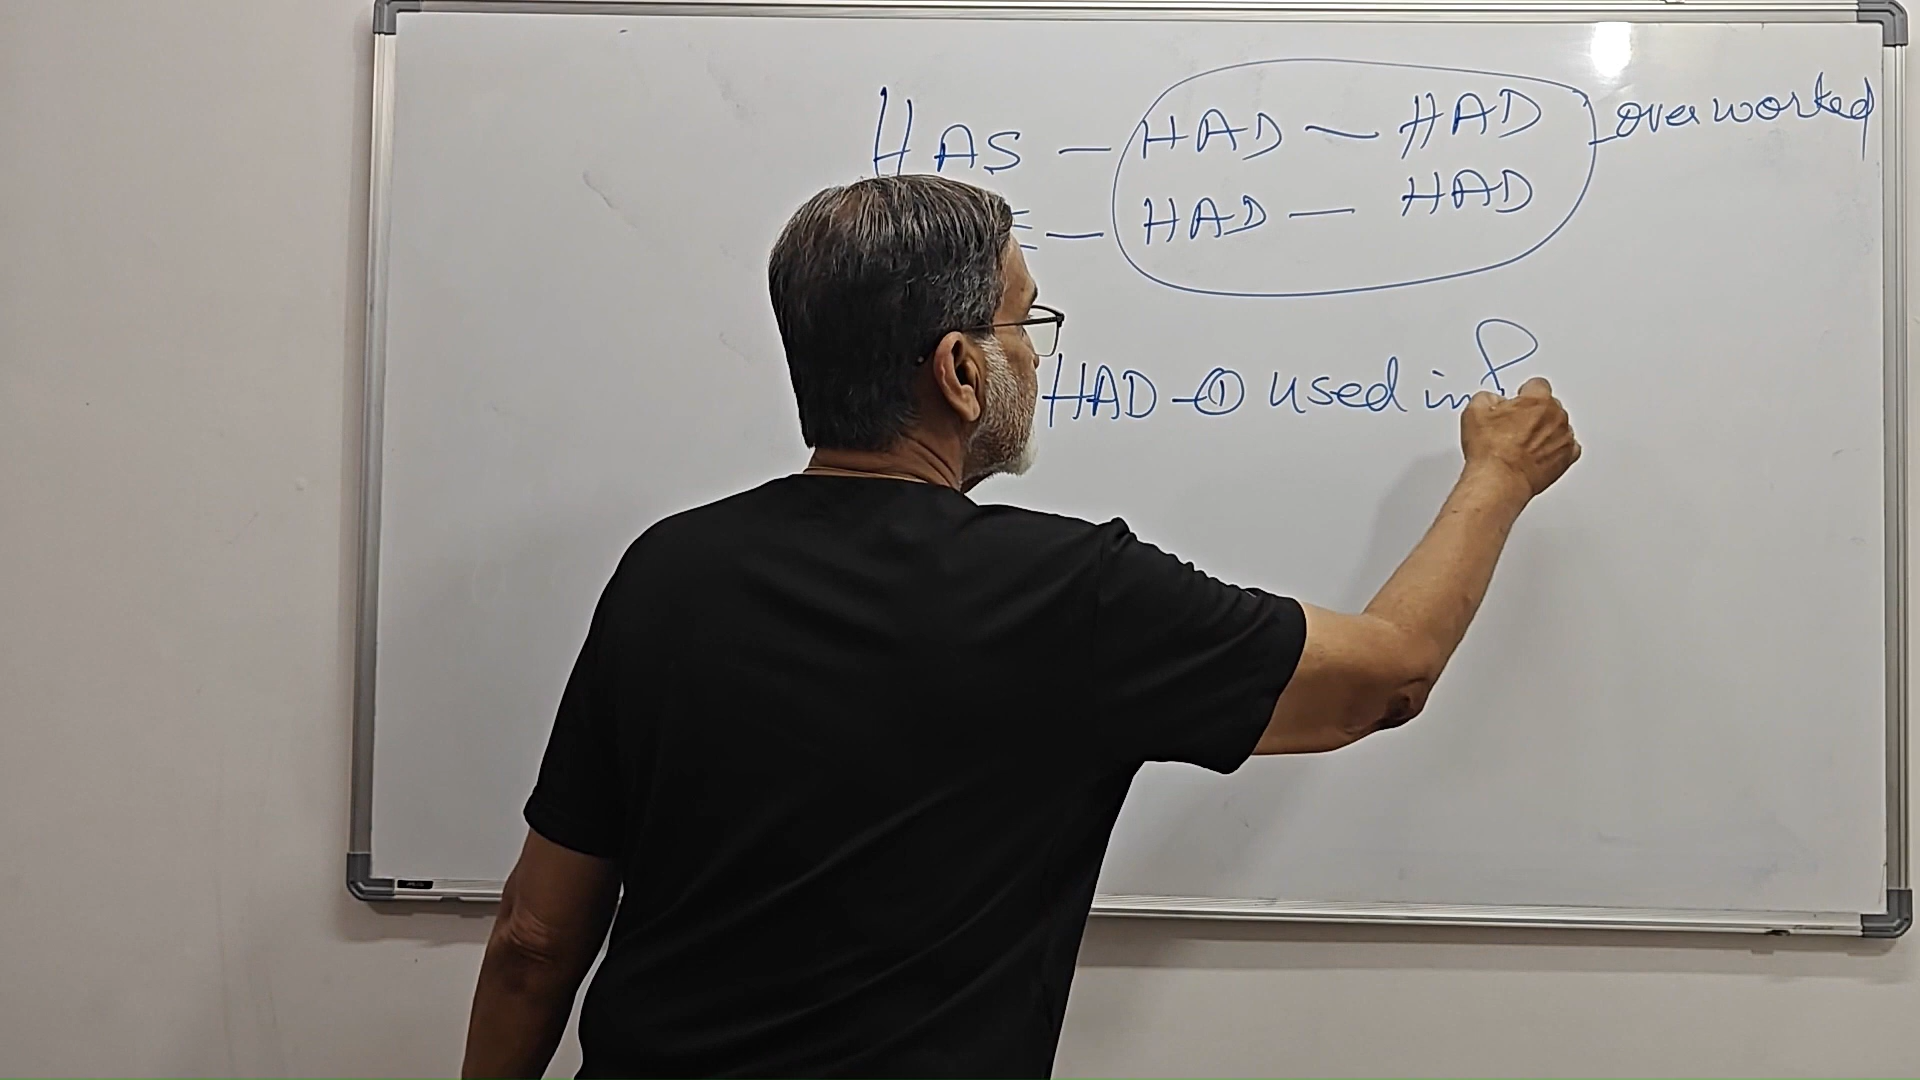 HAS - HAD - HAD - overworked
- HAD - HAD
HAD - ① used in P